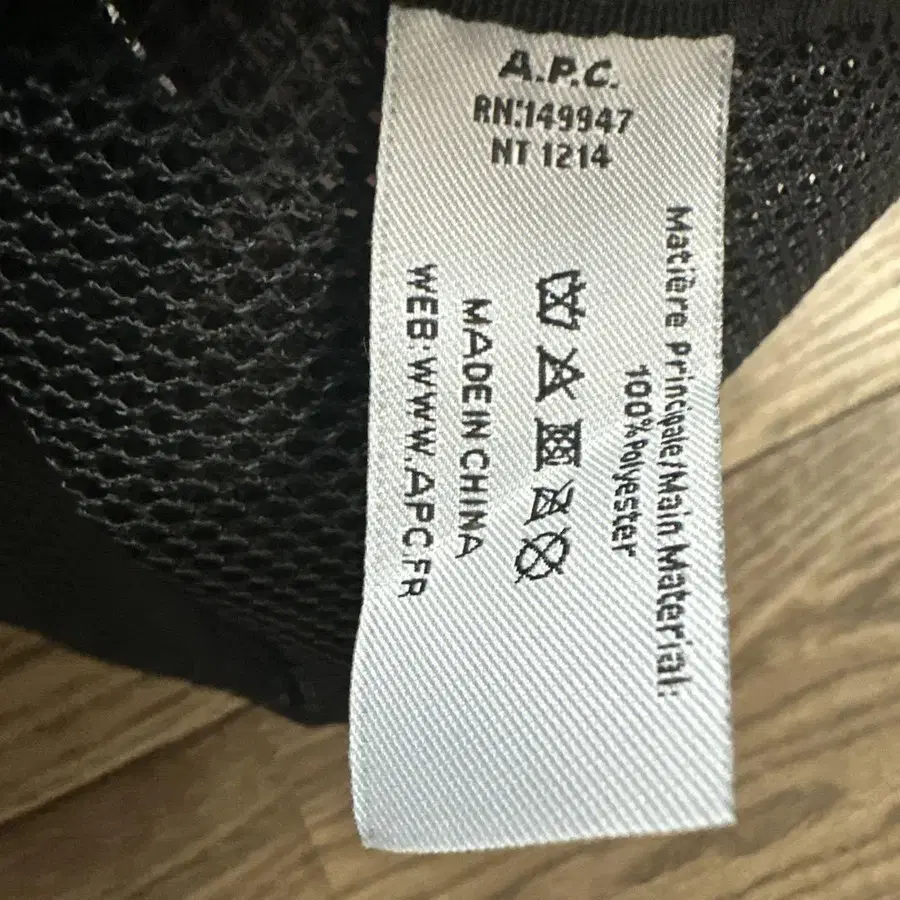 A.P.C.
RN:149947
NT 1214
Matière Principale/Main Material:
100% Polyester
MADE IN CHINA
WEB:WWW.APC.FR